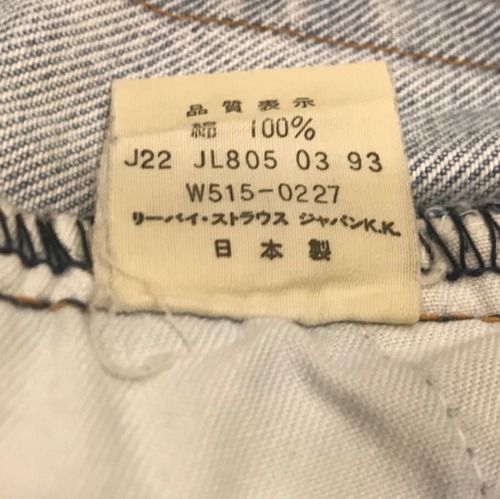 品質表示
綿 100%
J22 JL805 03 93
W515-0227
リーバイ・ストラウス ジャパンK.K.
日本製